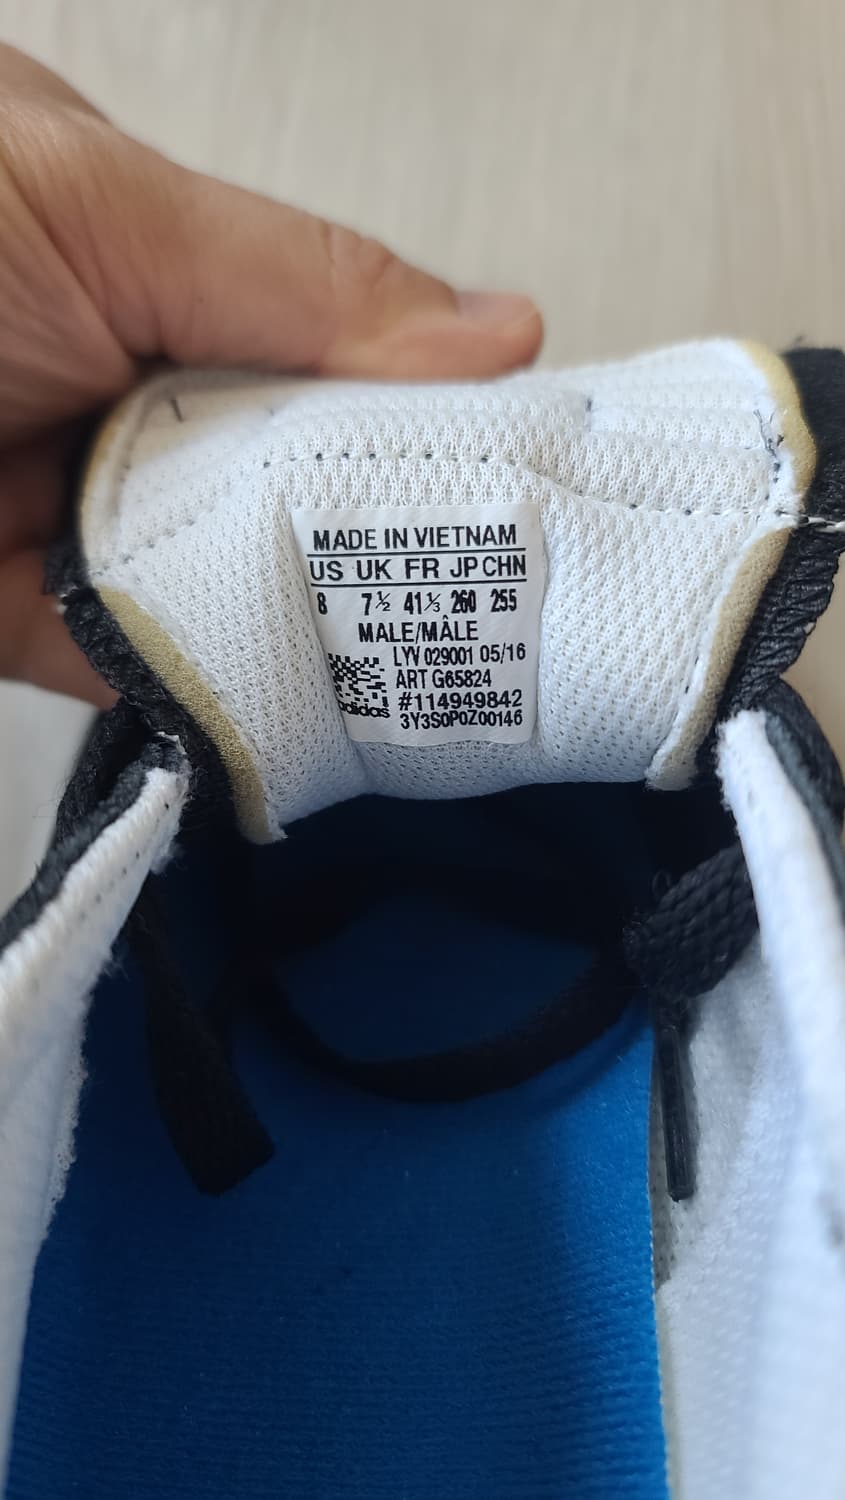 MADE IN VIETNAM
US UK FR JP CHN
8 7½ 41⅓ 260 255
MALE/MÂLE
LYV 029001 05/16
ART G65824
#114949842
adidas
3Y3S0P0Z00146